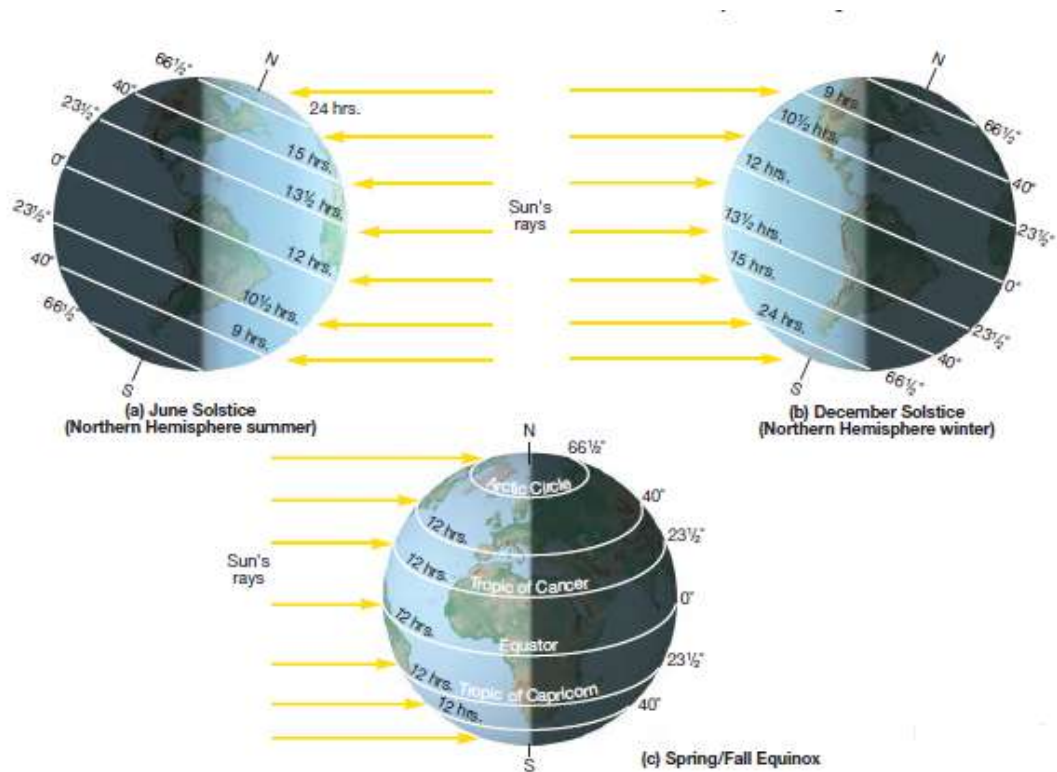 N
66½°
40°
23½°
0°
23½°
40°
66½°
S
24 hrs.
15 hrs.
13½ hrs.
12 hrs.
10½ hrs.
9 hrs.
(a) June Solstice
(Northern Hemisphere summer)
Sun's
rays
N
9 hrs.
10½ hrs.
12 hrs.
13½ hrs.
15 hrs.
24 hrs.
66½°
40°
23½°
0°
23½°
40°
66½°
S
(b) December Solstice
(Northern Hemisphere winter)
Sun's
rays
N
66½°
Arctic Circle
40°
12 hrs.
23½°
12 hrs.
Tropic of Cancer
0°
12 hrs.
Equator
23½°
12 hrs.
Tropic of Capricorn
40°
12 hrs.
S
(c) Spring/Fall Equinox